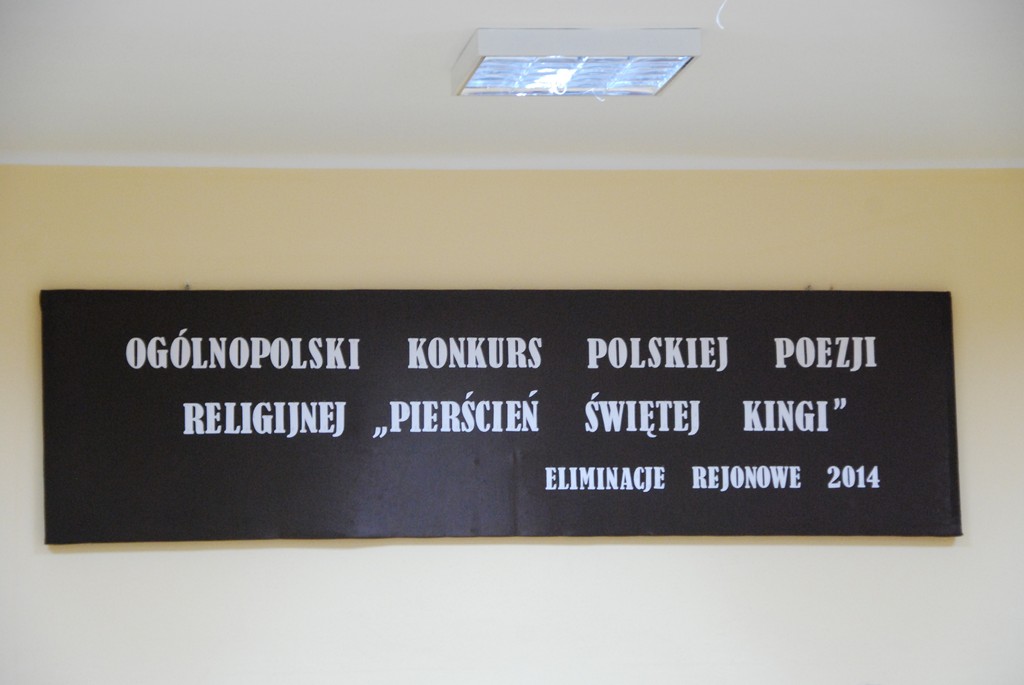 OGÓLNOPOLSKI KONKURS POLSKIEJ POEZJI
RELIGIJNEJ „PIERŚCIEŃ ŚWIĘTEJ KINGI”
ELIMINACJE REJONOWE 2014